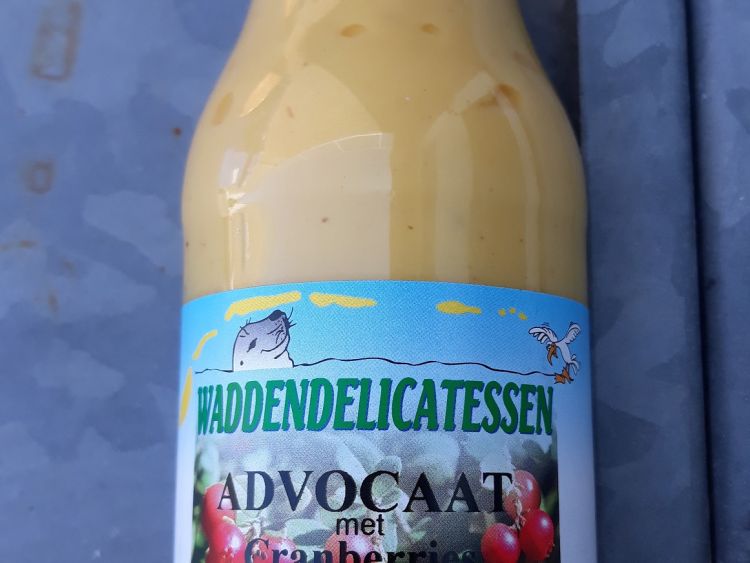 WADDENDELICATESSEN
ADVOCAAT
met
Cranberries